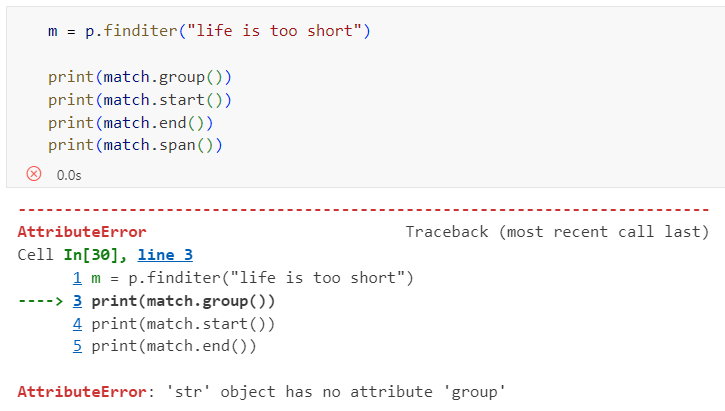 m = p.finditer("life is too short")
print(match.group())
print(match.start())
print(match.end())
print(match.span())
0.0s
---------------------------------------------------------------------------
AttributeError                            Traceback (most recent call last)
Cell In[30], line 3
1 m = p.finditer("life is too short")
----> 3 print(match.group())
4 print(match.start())
5 print(match.end())
AttributeError: 'str' object has no attribute 'group'